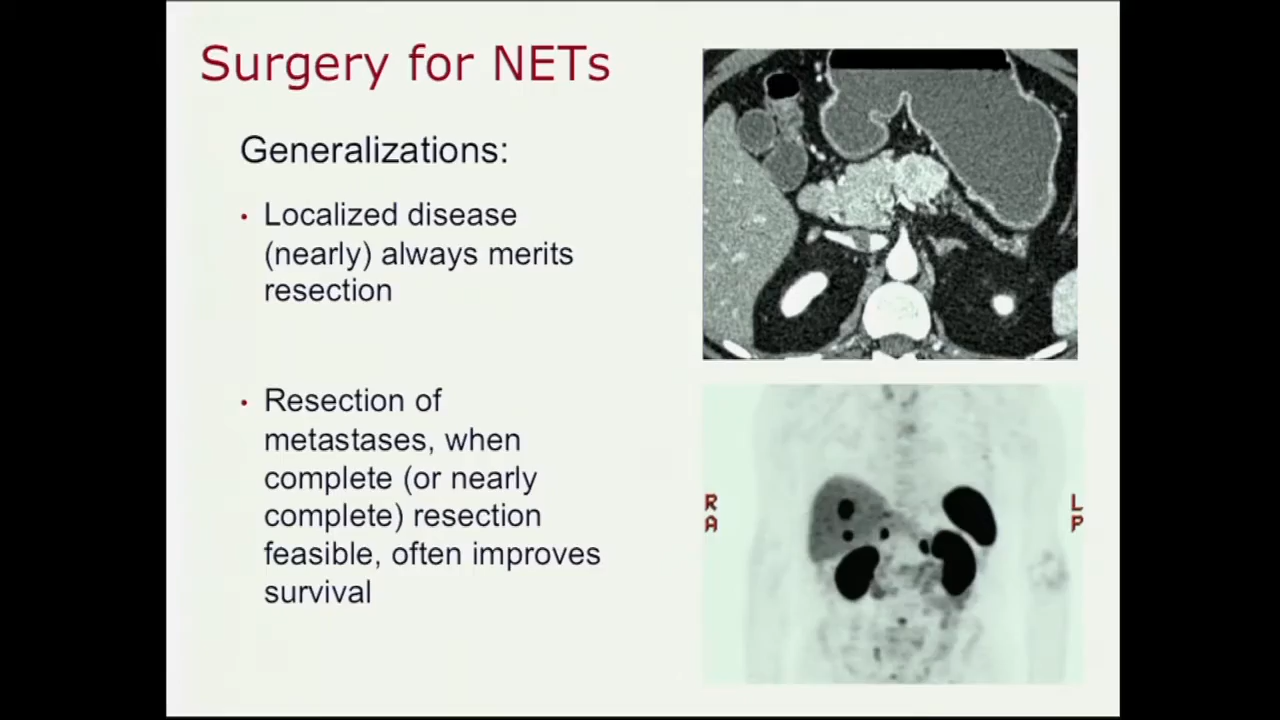 Surgery for NETs
Generalizations:
• Localized disease
(nearly) always merits
resection
• Resection of
metastases, when
complete (or nearly
complete) resection
feasible, often improves
survival
R
A
L
P